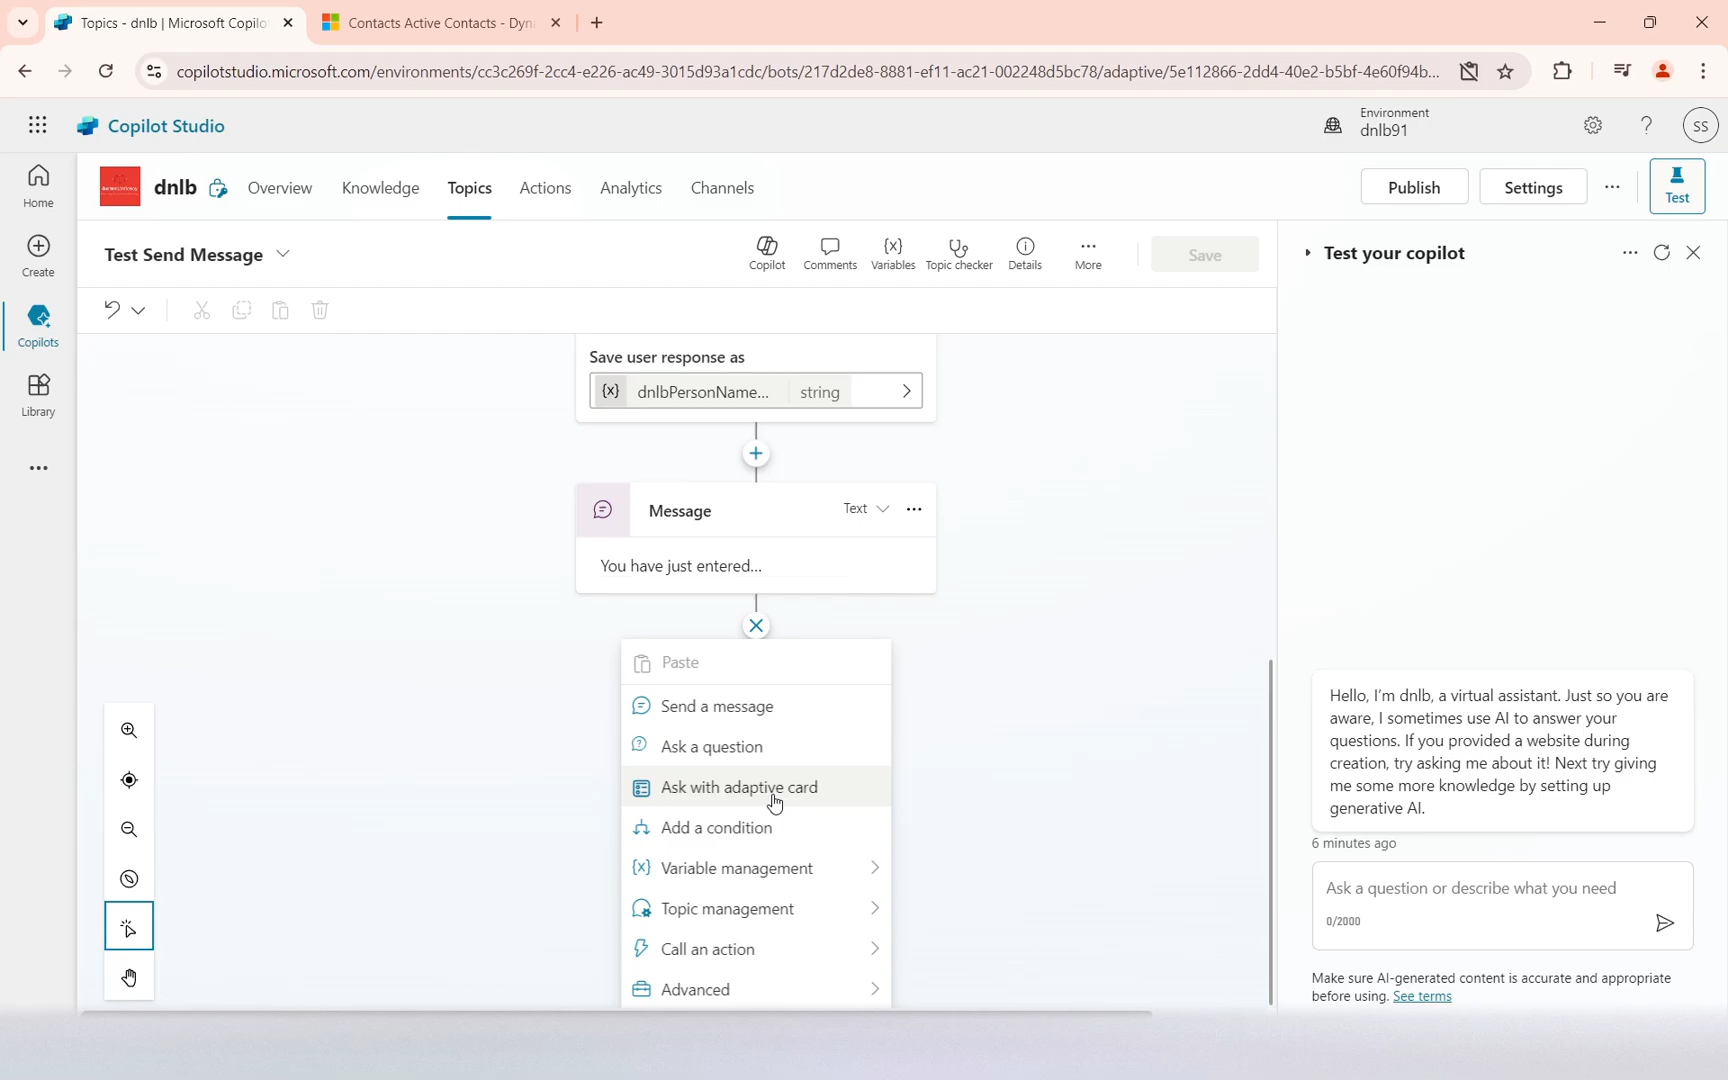 Topics - dnlb | Microsoft Copilo
Contacts Active Contacts - Dyn
copilotstudio.microsoft.com/environments/cc3c269f-2cc4-e226-ac49-3015d93a1cdc/bots/217d2de8-8881-ef11-ac21-002248d5bc78/adaptive/5e112866-2dd4-40e2-b5bf-4e60f94b...
Copilot Studio
Environment
dnlb91
?
SS
Home
Create
Copilots
Library
dnlb
Overview
Knowledge
Topics
Actions
Analytics
Channels
Publish
Settings
Test
Test Send Message
Copilot
Comments
Variables
Topic checker
Details
More
Save
Save user response as
{x} dnlbPersonName... string
Message
Text
You have just entered...
Paste
Send a message
Ask a question
Ask with adaptive card
Add a condition
{x} Variable management
Topic management
Call an action
Advanced
Test your copilot
Hello, I'm dnlb, a virtual assistant. Just so you are
aware, I sometimes use AI to answer your
questions. If you provided a website during
creation, try asking me about it! Next try giving
me some more knowledge by setting up
generative AI.
6 minutes ago
Ask a question or describe what you need
0/2000
Make sure AI-generated content is accurate and appropriate
before using. See terms